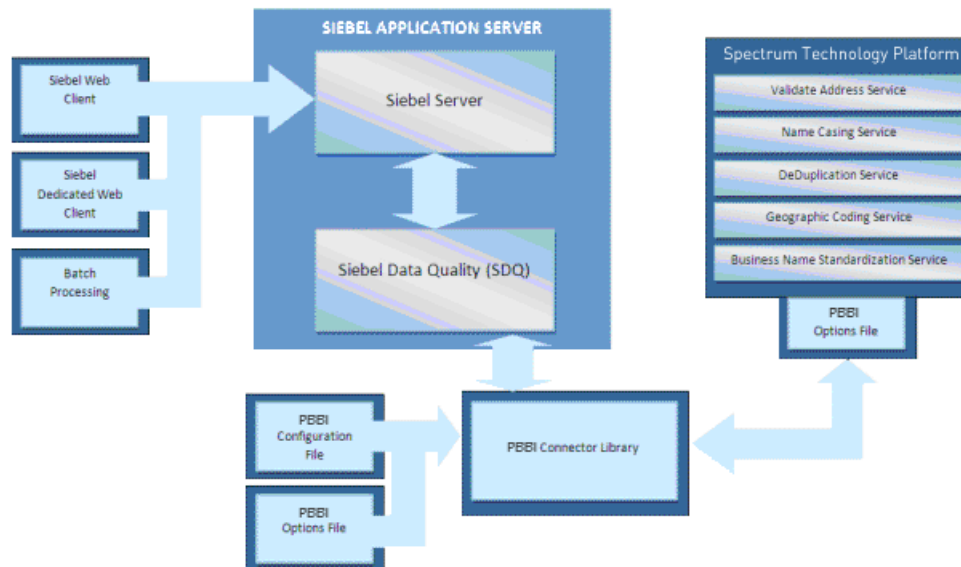 SIEBEL APPLICATION SERVER
Siebel Web
Client
Siebel
Dedicated Web
Client
Batch
Processing
Siebel Server
Siebel Data Quality (SDQ)
Spectrum Technology Platform
Validate Address Service
Name Casing Service
DeDuplication Service
Geographic Coding Service
Business Name Standardization Service
PBBI
Options File
PBBI
Configuration
File
PBBI
Options File
PBBI Connector Library